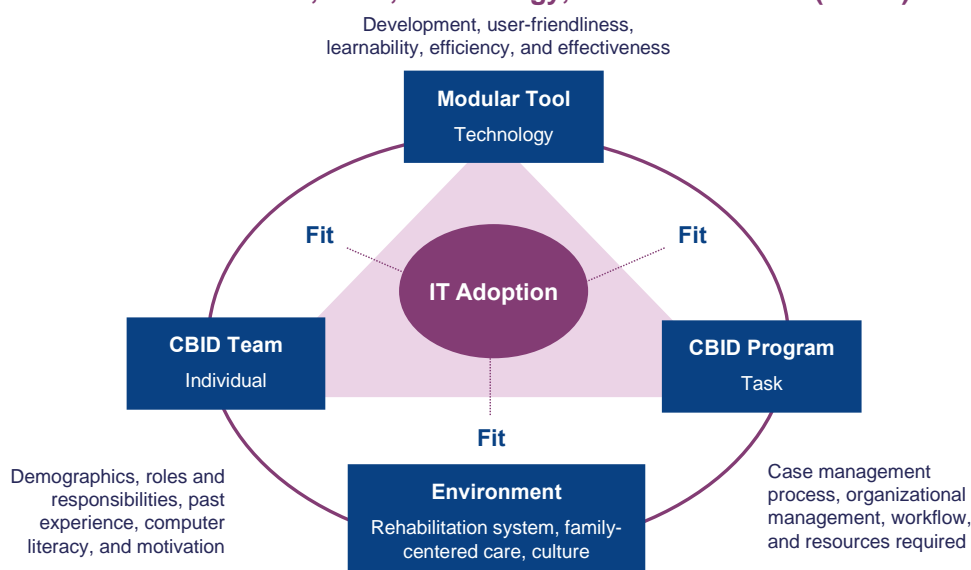 Development, user-friendliness,
learnability, efficiency, and effectiveness
Modular Tool
Technology
Fit
Fit
IT Adoption
CBID Team
Individual
CBID Program
Task
Fit
Demographics, roles and
responsibilities, past
experience, computer
literacy, and motivation
Environment
Rehabilitation system, family-
centered care, culture
Case management
process, organizational
management, workflow,
and resources required